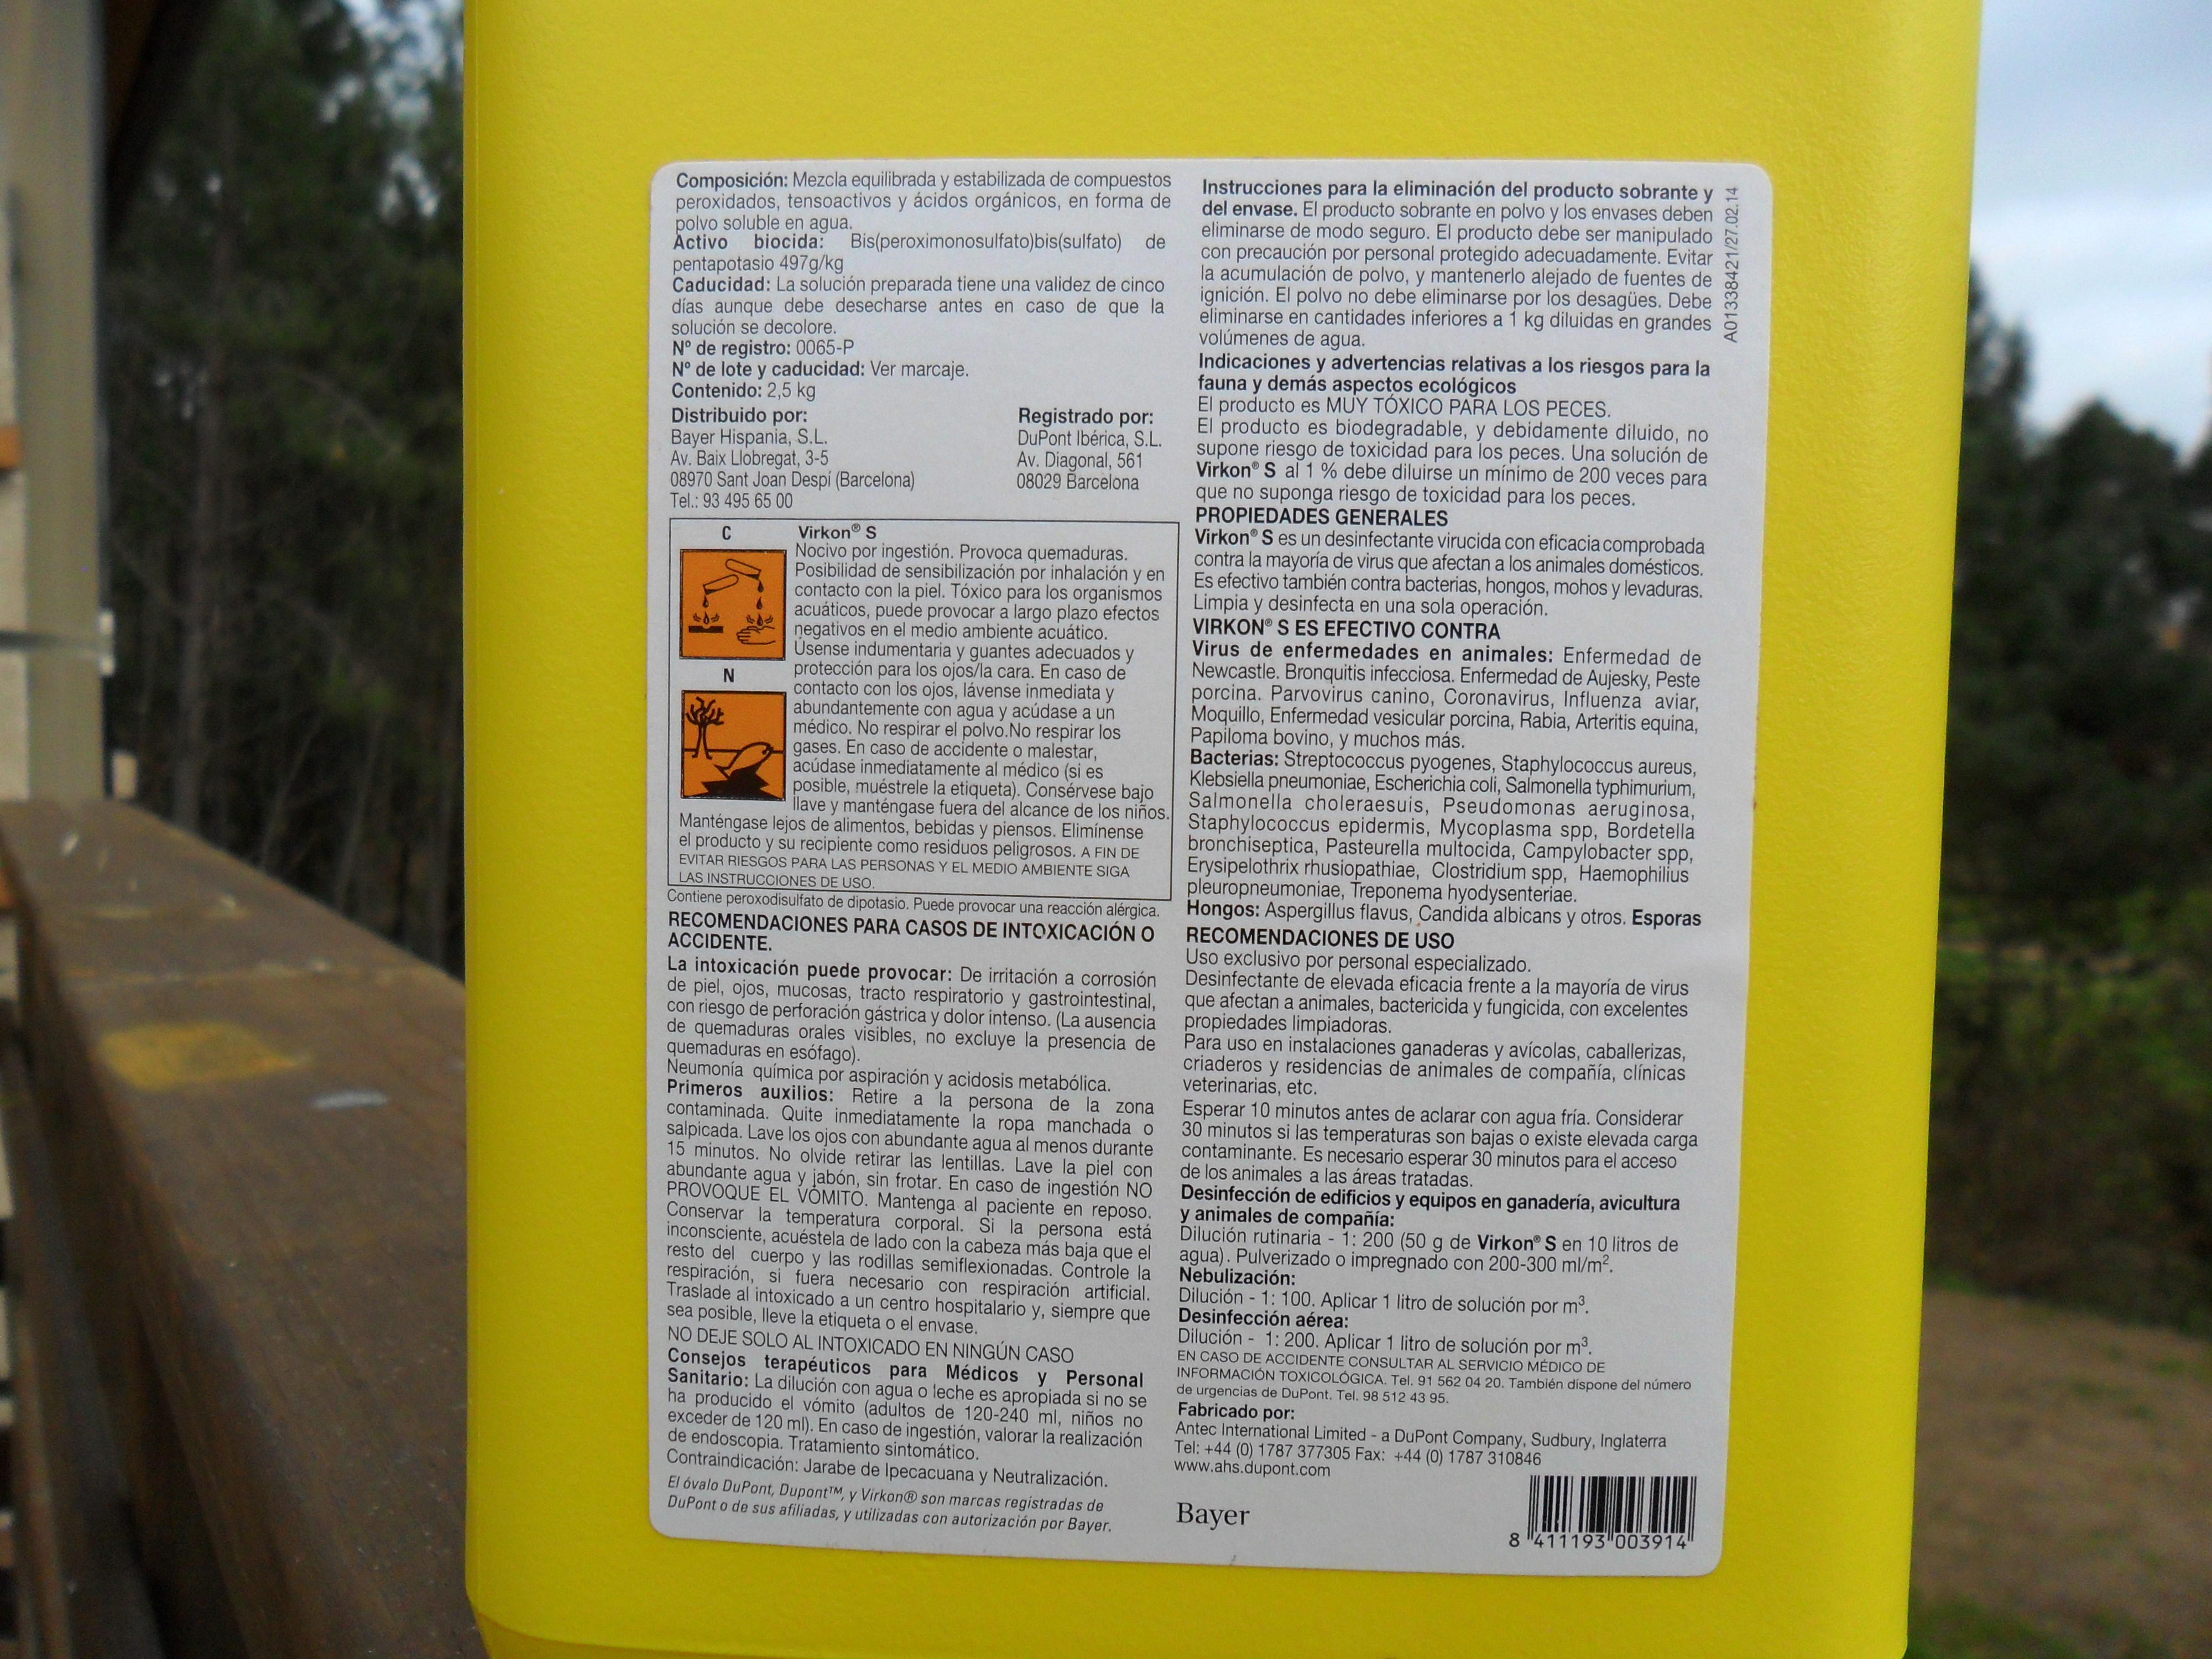 Composición: Mezcla equilibrada y estabilizada de compuestos
peroxidados, tensoactivos y ácidos orgánicos, en forma de
polvo soluble en agua.
Activo biocida: Bis(peroximonosulfato)bis(sulfato) de
pentapotasio 497g/kg
Caducidad: La solución preparada tiene una validez de cinco
días aunque debe desecharse antes en caso de que la
solución se decolore.
Nº de registro: 0065-P
Nº de lote y caducidad: Ver marcaje.
Contenido: 2,5 kg
Distribuido por:
Bayer Hispania, S.L.
Av. Baix Llobregat, 3-5
08970 Sant Joan Despí (Barcelona)
Tel.: 93 495 65 00
Registrado por:
DuPont Ibérica, S.L.
Av. Diagonal, 561
08029 Barcelona
C
N
Virkon® S
Nocivo por ingestión. Provoca quemaduras.
Posibilidad de sensibilización por inhalación y en
contacto con la piel. Tóxico para los organismos
acuáticos, puede provocar a largo plazo efectos
negativos en el medio ambiente acuático.
Úsense indumentaria y guantes adecuados y
protección para los ojos/la cara. En caso de
contacto con los ojos, lávense inmediata y
abundantemente con agua y acúdase a un
médico. No respirar el polvo.No respirar los
gases. En caso de accidente o malestar,
acúdase inmediatamente al médico (si es
posible, muéstrele la etiqueta). Consérvese bajo
llave y manténgase fuera del alcance de los niños.
Manténgase lejos de alimentos, bebidas y piensos. Elimínense
el producto y su recipiente como residuos peligrosos. A FIN DE
EVITAR RIESGOS PARA LAS PERSONAS Y EL MEDIO AMBIENTE SIGA
LAS INSTRUCCIONES DE USO.
Contiene peroxodisulfato de dipotasio. Puede provocar una reacción alérgica.
RECOMENDACIONES PARA CASOS DE INTOXICACIÓN O
ACCIDENTE.
La intoxicación puede provocar: De irritación a corrosión
de piel, ojos, mucosas, tracto respiratorio y gastrointestinal,
con riesgo de perforación gástrica y dolor intenso. (La ausencia
de quemaduras orales visibles, no excluye la presencia de
quemaduras en esófago).
Neumonía química por aspiración y acidosis metabólica.
Primeros auxilios: Retire a la persona de la zona
contaminada. Quite inmediatamente la ropa manchada o
salpicada. Lave los ojos con abundante agua al menos durante
15 minutos. No olvide retirar las lentillas. Lave la piel con
abundante agua y jabón, sin frotar. En caso de ingestión NO
PROVOQUE EL VÓMITO. Mantenga al paciente en reposo.
Conservar la temperatura corporal. Si la persona está
inconsciente, acuéstela de lado con la cabeza más baja que el
resto del cuerpo y las rodillas semiflexionadas. Controle la
respiración, si fuera necesario con respiración artificial.
Traslade al intoxicado a un centro hospitalario y, siempre que
sea posible, lleve la etiqueta o el envase.
NO DEJE SOLO AL INTOXICADO EN NINGÚN CASO
Consejos terapéuticos para Médicos y Personal
Sanitario: La dilución con agua o leche es apropiada si no se
ha producido el vómito (adultos de 120-240 ml, niños no
exceder de 120 ml). En caso de ingestión, valorar la realización
de endoscopia. Tratamiento sintomático.
Contraindicación: Jarabe de Ipecacuana y Neutralización.
El óvalo DuPont, Dupont™, y Virkon® son marcas registradas de
DuPont o de sus afiliadas, y utilizadas con autorización por Bayer.
Instrucciones para la eliminación del producto sobrante y
del envase. El producto sobrante en polvo y los envases deben
eliminarse de modo seguro. El producto debe ser manipulado
con precaución por personal protegido adecuadamente. Evitar
la acumulación de polvo, y mantenerlo alejado de fuentes de
ignición. El polvo no debe eliminarse por los desagües. Debe
eliminarse en cantidades inferiores a 1 kg diluidas en grandes
volúmenes de agua.
A01338421/27.02.14
Indicaciones y advertencias relativas a los riesgos para la
fauna y demás aspectos ecológicos
El producto es MUY TÓXICO PARA LOS PECES.
El producto es biodegradable, y debidamente diluido, no
supone riesgo de toxicidad para los peces. Una solución de
Virkon® S al 1 % debe diluirse un mínimo de 200 veces para
que no suponga riesgo de toxicidad para los peces.
PROPIEDADES GENERALES
Virkon® S es un desinfectante virucida con eficacia comprobada
contra la mayoría de virus que afectan a los animales domésticos.
Es efectivo también contra bacterias, hongos, mohos y levaduras.
Limpia y desinfecta en una sola operación.
VIRKON® S ES EFECTIVO CONTRA
Virus de enfermedades en animales: Enfermedad de
Newcastle. Bronquitis infecciosa. Enfermedad de Aujesky, Peste
porcina. Parvovirus canino, Coronavirus, Influenza aviar,
Moquillo, Enfermedad vesicular porcina, Rabia, Arteritis equina,
Papiloma bovino, y muchos más.
Bacterias: Streptococcus pyogenes, Staphylococcus aureus,
Klebsiella pneumoniae, Escherichia coli, Salmonella typhimurium,
Salmonella choleraesuis, Pseudomonas aeruginosa,
Staphylococcus epidermis, Mycoplasma spp, Bordetella
bronchiseptica, Pasteurella multocida, Campylobacter spp,
Erysipelothrix rhusiopathiae, Clostridium spp, Haemophilius
pleuropneumoniae, Treponema hyodysenteriae.
Hongos: Aspergillus flavus, Candida albicans y otros. Esporas
RECOMENDACIONES DE USO
Uso exclusivo por personal especializado.
Desinfectante de elevada eficacia frente a la mayoría de virus
que afectan a animales, bactericida y fungicida, con excelentes
propiedades limpiadoras.
Para uso en instalaciones ganaderas y avícolas, caballerizas,
criaderos y residencias de animales de compañía, clínicas
veterinarias, etc.
Esperar 10 minutos antes de aclarar con agua fría. Considerar
30 minutos si las temperaturas son bajas o existe elevada carga
contaminante. Es necesario esperar 30 minutos para el acceso
de los animales a las áreas tratadas.
Desinfección de edificios y equipos en ganadería, avicultura
y animales de compañía:
Dilución rutinaria - 1: 200 (50 g de Virkon® S en 10 litros de
agua). Pulverizado o impregnado con 200-300 ml/m².
Nebulización:
Dilución - 1: 100. Aplicar 1 litro de solución por m³.
Desinfección aérea:
Dilución - 1: 200. Aplicar 1 litro de solución por m³.
EN CASO DE ACCIDENTE CONSULTAR AL SERVICIO MÉDICO DE
INFORMACIÓN TOXICOLÓGICA. Tel. 91 562 04 20. También dispone del número
de urgencias de DuPont. Tel. 98 512 43 95.
Fabricado por:
Antec International Limited - a DuPont Company, Sudbury, Inglaterra
Tel: +44 (0) 1787 377305 Fax: +44 (0) 1787 310846
www.ahs.dupont.com
Bayer
8 411193 003914